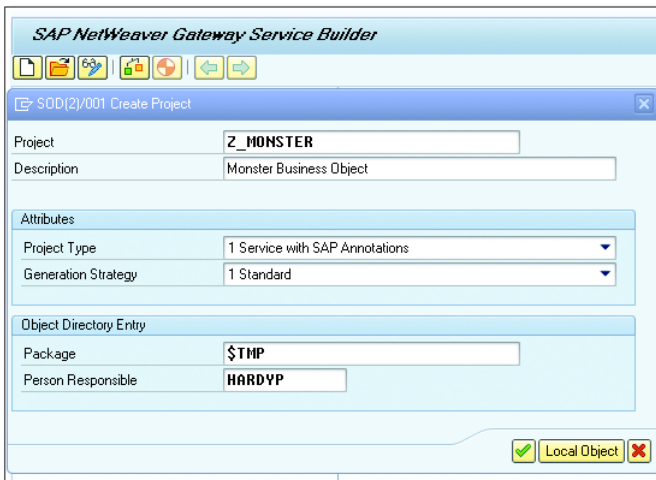 SAP NetWeaver Gateway Service Builder
SOD(2)/001 Create Project
Project Z_MONSTER
Description Monster Business Object
Attributes
Project Type 1 Service with SAP Annotations
Generation Strategy 1 Standard
Object Directory Entry
Package $TMP
Person Responsible HARDYP
Local Object